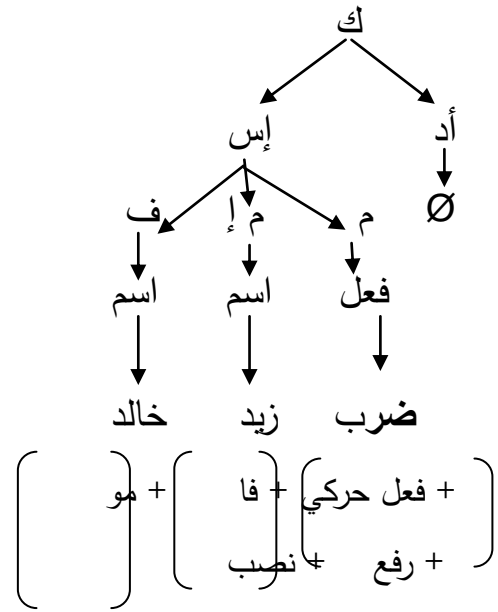 ك
أد إس
Ø م م إ ف
فعل اسم اسم
ضرب زيد خالد
+ فعل حركي + فا + مو
+ رفع + نصب